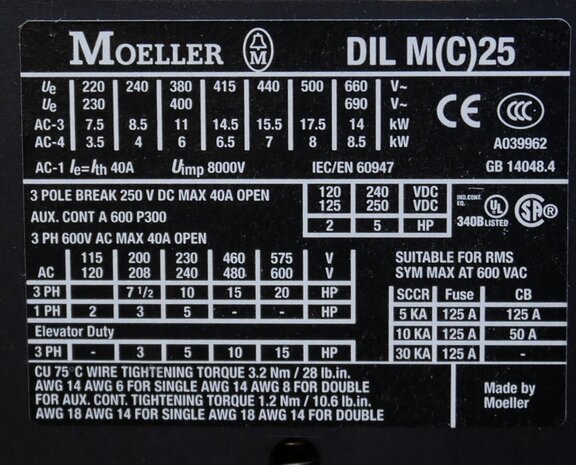 MOELLER M DIL M(C)25
Ue 220 240 380 415 440 500 660 V~
Ue 230 400 690 V~
AC-3 7.5 8.5 11 14.5 15.5 17.5 14 kW
AC-4 3.5 4 6 6.5 7 8 8.5 kW
CE CCC
A039962
AC-1 Ie=Ith 40A Uimp 8000V IEC/EN 60947 GB 14048.4
3 POLE BREAK 250 V DC MAX 40A OPEN
AUX. CONT A 600 P300
3 PH 600V AC MAX 40A OPEN
120 240 VDC
125 250 VDC
2 5 HP
IND.CONT. EQ.
340B LISTED UL SA
115 200 230 460 575 V
AC 120 208 240 480 600 V
3 PH 7 1/2 10 15 20 HP
1 PH 2 3 5 - - HP
Elevator Duty
3 PH - 3 5 10 15 HP
SUITABLE FOR RMS
SYM MAX AT 600 VAC
SCCR Fuse CB
5 KA 125 A 125 A
10 KA 125 A 50 A
30 KA 125 A -
CU 75°C WIRE TIGHTENING TORQUE 3.2 Nm / 28 lb.in.
AWG 14 AWG 6 FOR SINGLE AWG 14 AWG 8 FOR DOUBLE
FOR AUX. CONT. TIGHTENING TORQUE 1.2 Nm / 10.6 lb.in.
AWG 18 AWG 14 FOR SINGLE AWG 18 AWG 14 FOR DOUBLE
Made by
Moeller